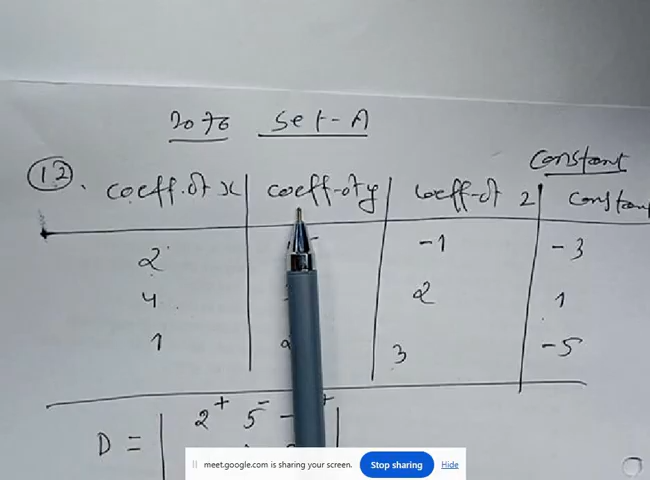 2076 Set-A
Constant
12. coeff. of x coeff-of y coeff-of z constan
2 -1 -3
4 2 1
1 3 -5
2+ 5-
D =
meet.google.com is sharing your screen. Stop sharing Hide